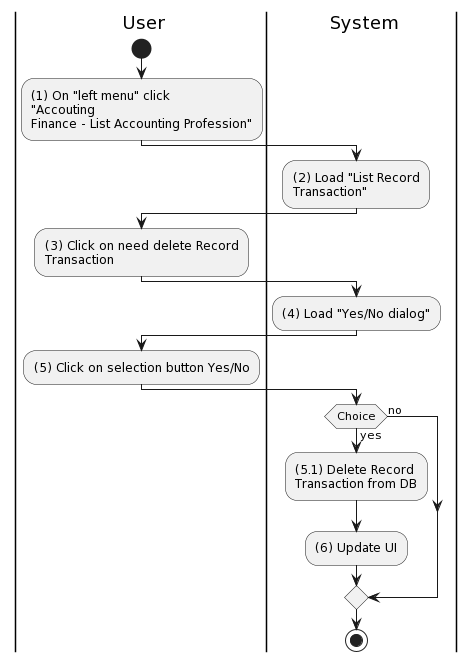 User
System
(1) On "left menu" click
"Accouting
Finance - List Accounting Profession"
(2) Load "List Record
Transaction"
(3) Click on need delete Record
Transaction
(4) Load "Yes/No dialog"
(5) Click on selection button Yes/No
Choice
no
yes
(5.1) Delete Record
Transaction from DB
(6) Update UI